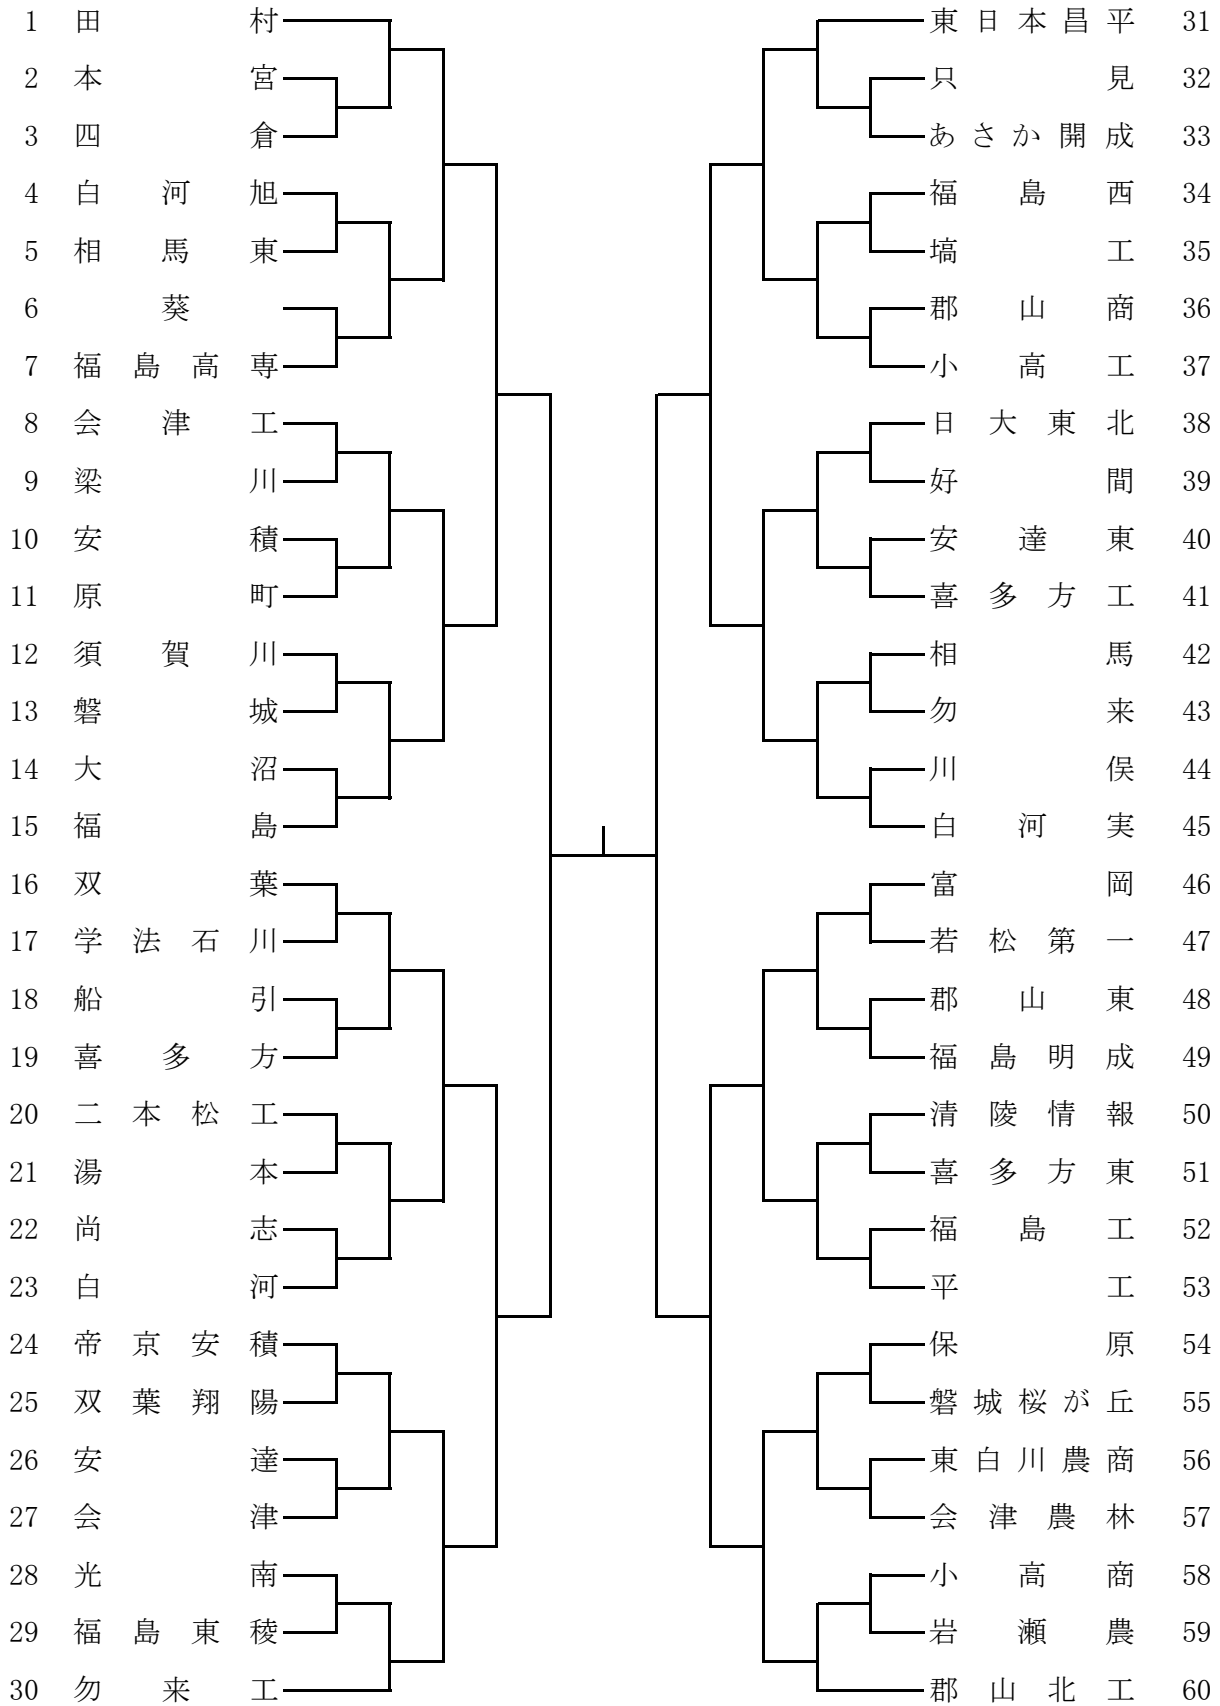 1 田村
2 本宮
3 四倉
4 白河旭
5 相馬東
6 葵
7 福島高専
8 会津工
9 梁川
10 安積
11 原町
12 須賀川
13 磐城
14 大沼
15 福島
16 双葉
17 学法石川
18 船引
19 喜多方
20 二本松工
21 湯本
22 尚志
23 白河
24 帝京安積
25 双葉翔陽
26 安達
27 会津
28 光南
29 福島東稜
30 勿来工
東日本昌平 31
只見 32
あさか開成 33
福島西 34
塙工 35
郡山商 36
小高工 37
日大東北 38
好間 39
安達東 40
喜多方工 41
相馬 42
勿来 43
川俣 44
白河実 45
富岡 46
若松第一 47
郡山東 48
福島明成 49
清陵情報 50
喜多方東 51
福島工 52
平工 53
保原 54
磐城桜が丘 55
東白川農商 56
会津農林 57
小高商 58
岩瀬農 59
郡山北工 60